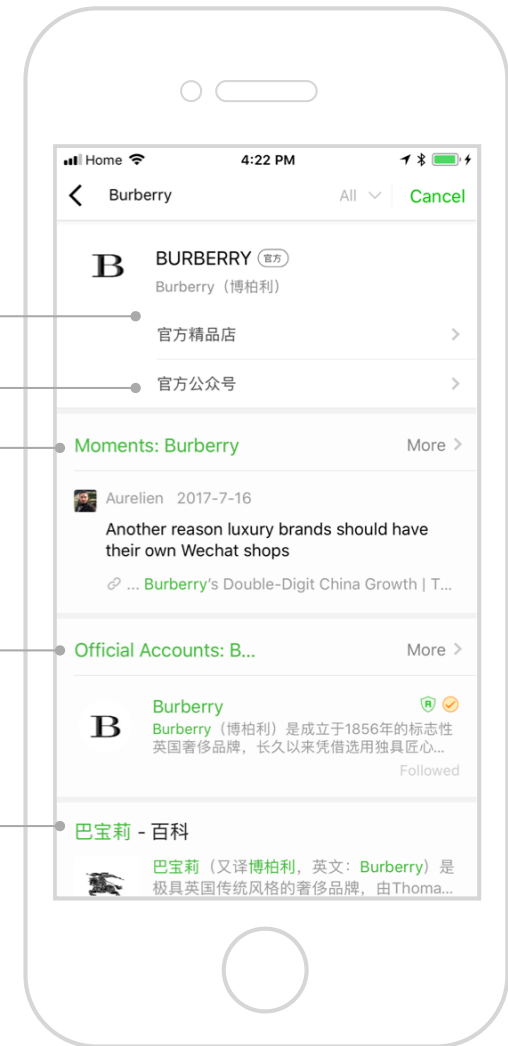 Home 4:22 PM
Burberry All Cancel
B BURBERRY 官方
Burberry（博柏利）
官方精品店
官方公众号
Moments: Burberry More
Aurelien 2017-7-16
Another reason luxury brands should have
their own Wechat shops
... Burberry's Double-Digit China Growth | T...
Official Accounts: B... More
Burberry R
B Burberry（博柏利）是成立于1856年的标志性
英国奢侈品牌，长久以来凭借选用独具匠心...
Followed
巴宝莉 - 百科
巴宝莉（又译博柏利，英文：Burberry）是
极具英国传统风格的奢侈品牌，由Thoma...